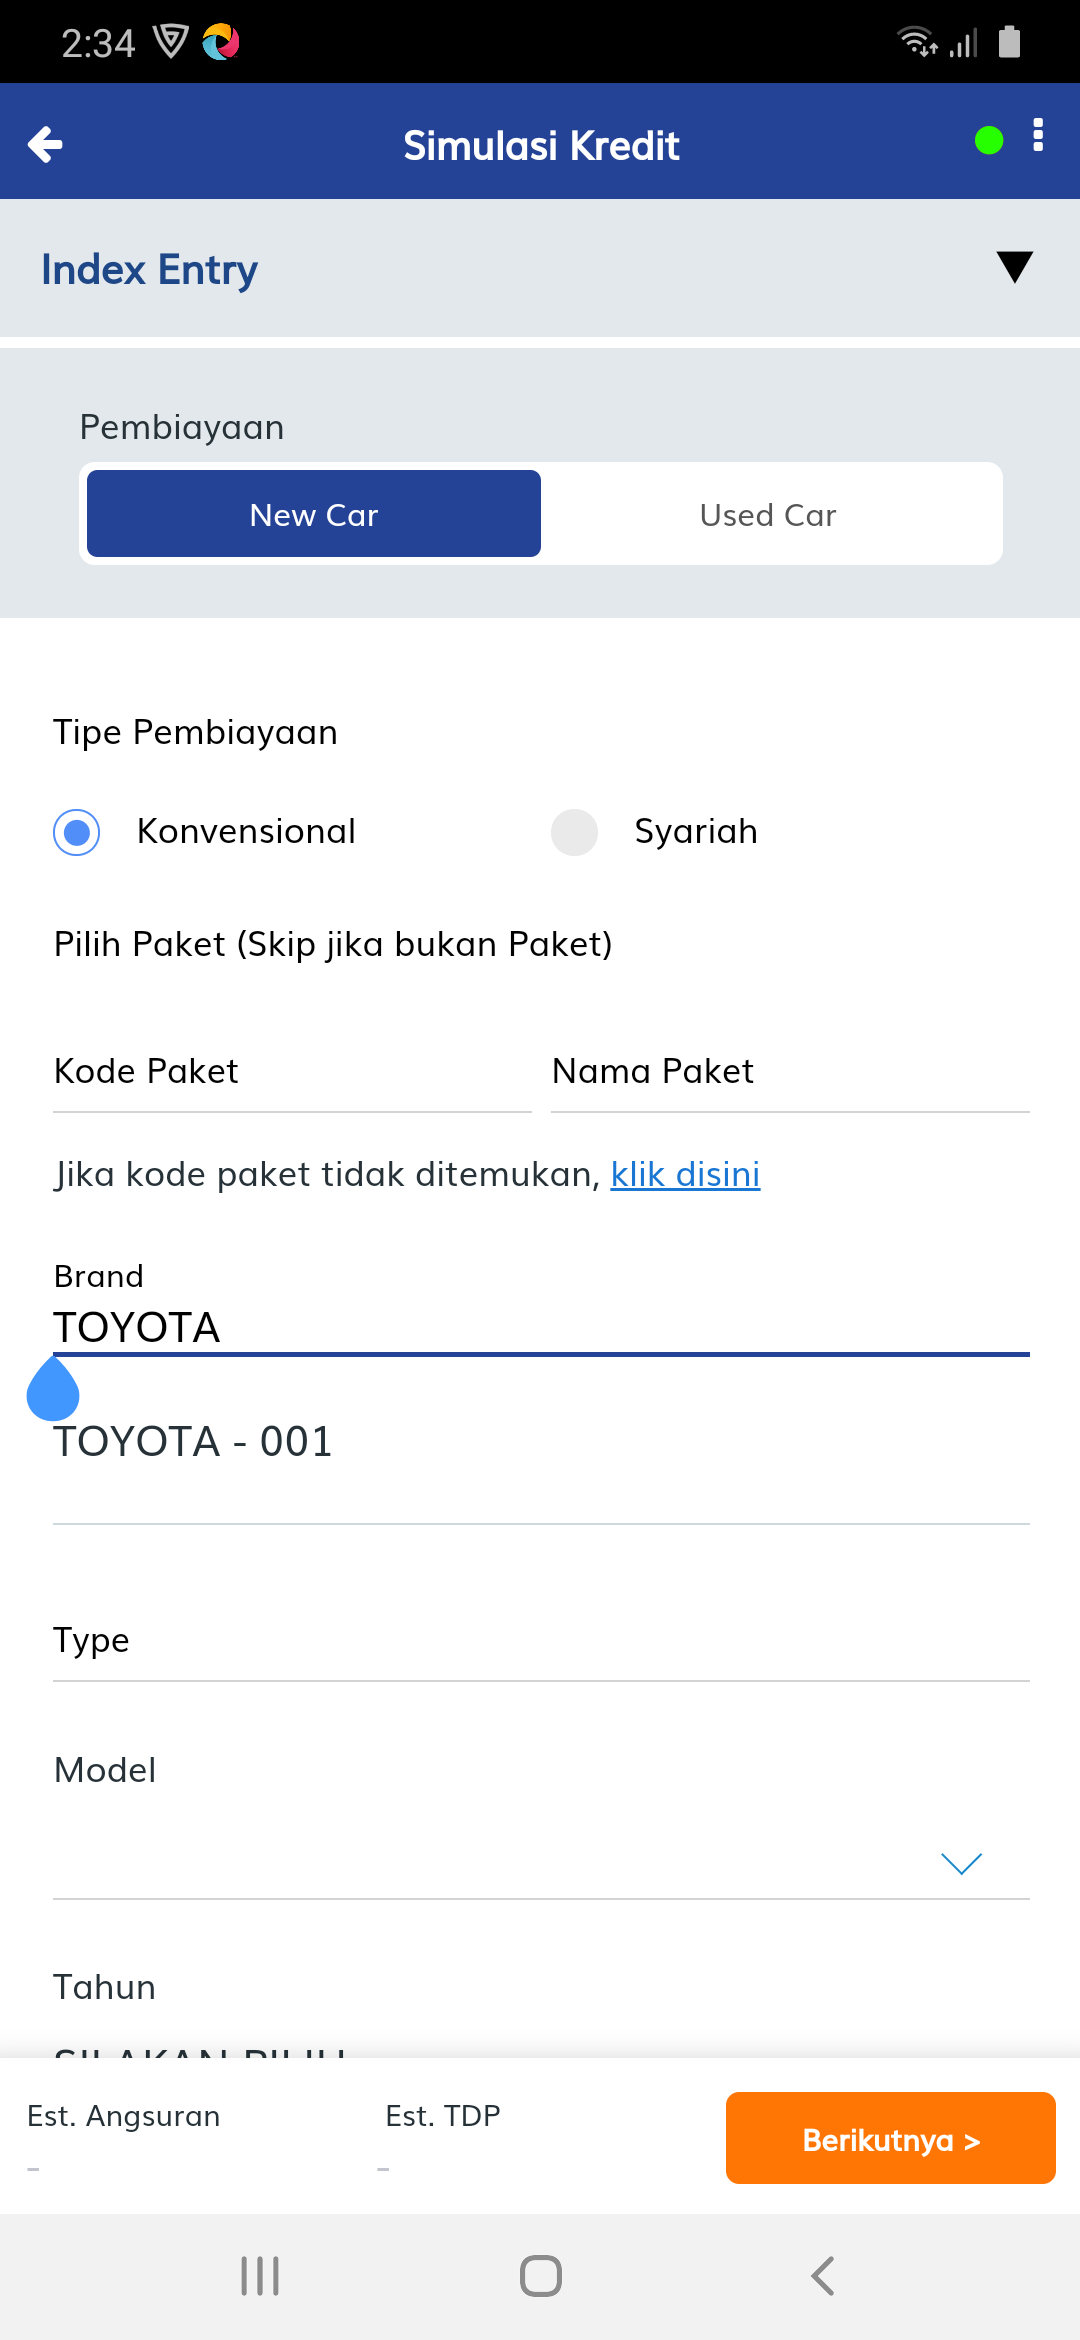 2:34
Simulasi Kredit
Index Entry
Pembiayaan
New Car
Used Car
Tipe Pembiayaan
Konvensional
Syariah
Pilih Paket (Skip jika bukan Paket)
Kode Paket
Nama Paket
Jika kode paket tidak ditemukan, klik disini
Brand
TOYOTA
TOYOTA - 001
Type
Model
Tahun
SILAKAN PILIH
Est. Angsuran
Est. TDP
-
-
Berikutnya >